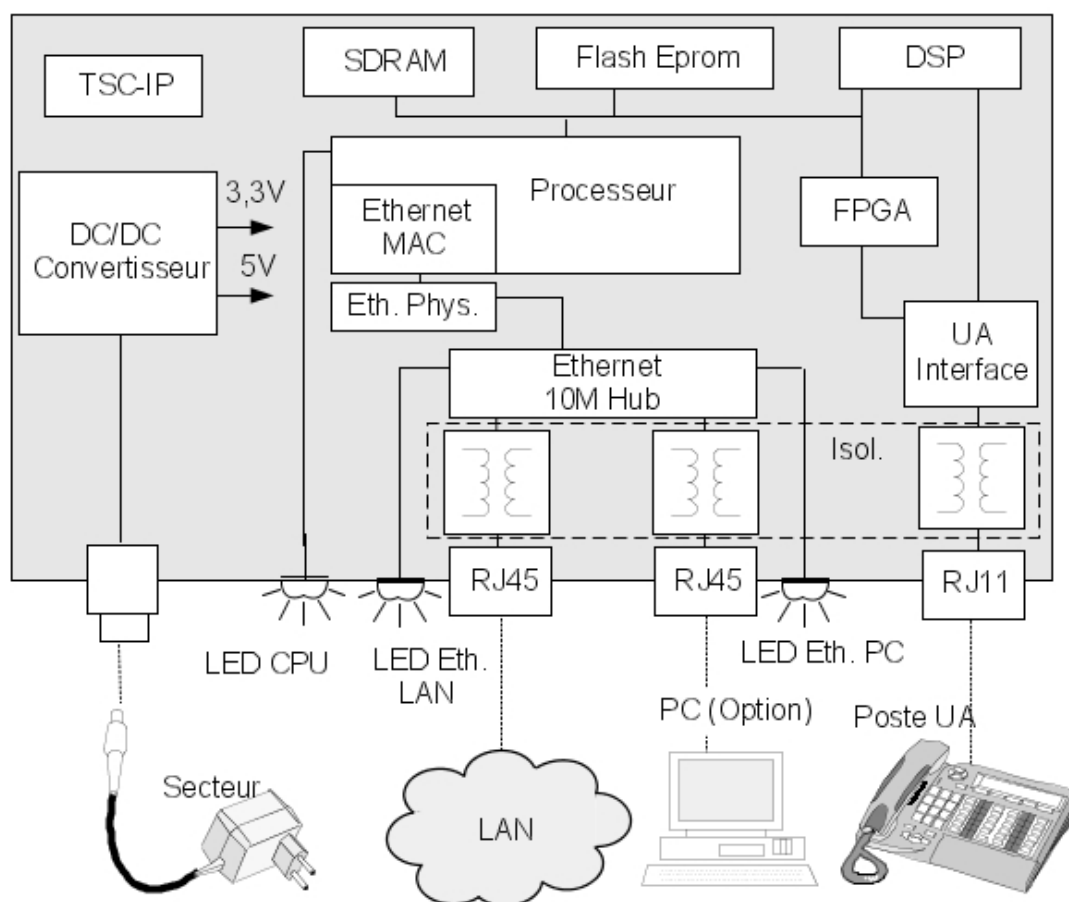 SDRAM
Flash Eprom
DSP
TSC-IP
Processeur
3,3V
Ethernet
MAC
FPGA
DC/DC
Convertisseur
5V
Eth. Phys.
UA
Interface
Ethernet
10M Hub
Isol.
RJ45
RJ45
RJ11
LED CPU
LED Eth.
LAN
LED Eth. PC
PC (Option)
Poste UA
Secteur
LAN